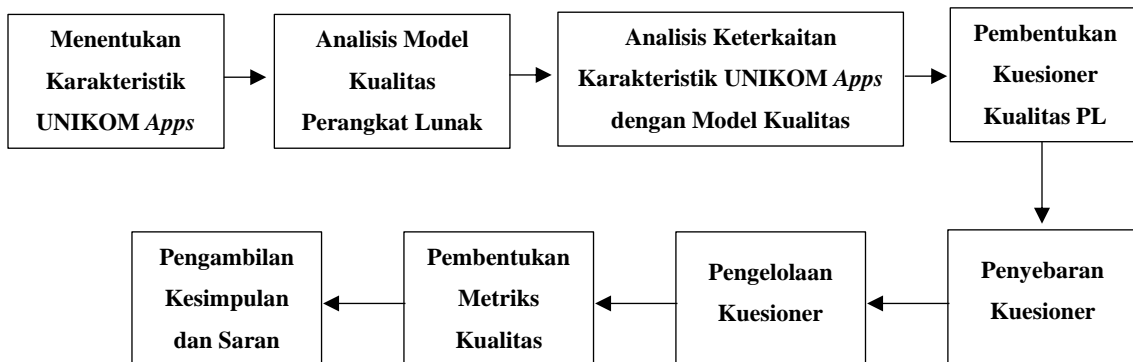 Menentukan
Karakteristik
UNIKOM Apps
Analisis Model
Kualitas
Perangkat Lunak
Analisis Keterkaitan
Karakteristik UNIKOM Apps
dengan Model Kualitas
Pembentukan
Kuesioner
Kualitas PL
Penyebaran
Kuesioner
Pengelolaan
Kuesioner
Pembentukan
Metriks
Kualitas
Pengambilan
Kesimpulan
dan Saran